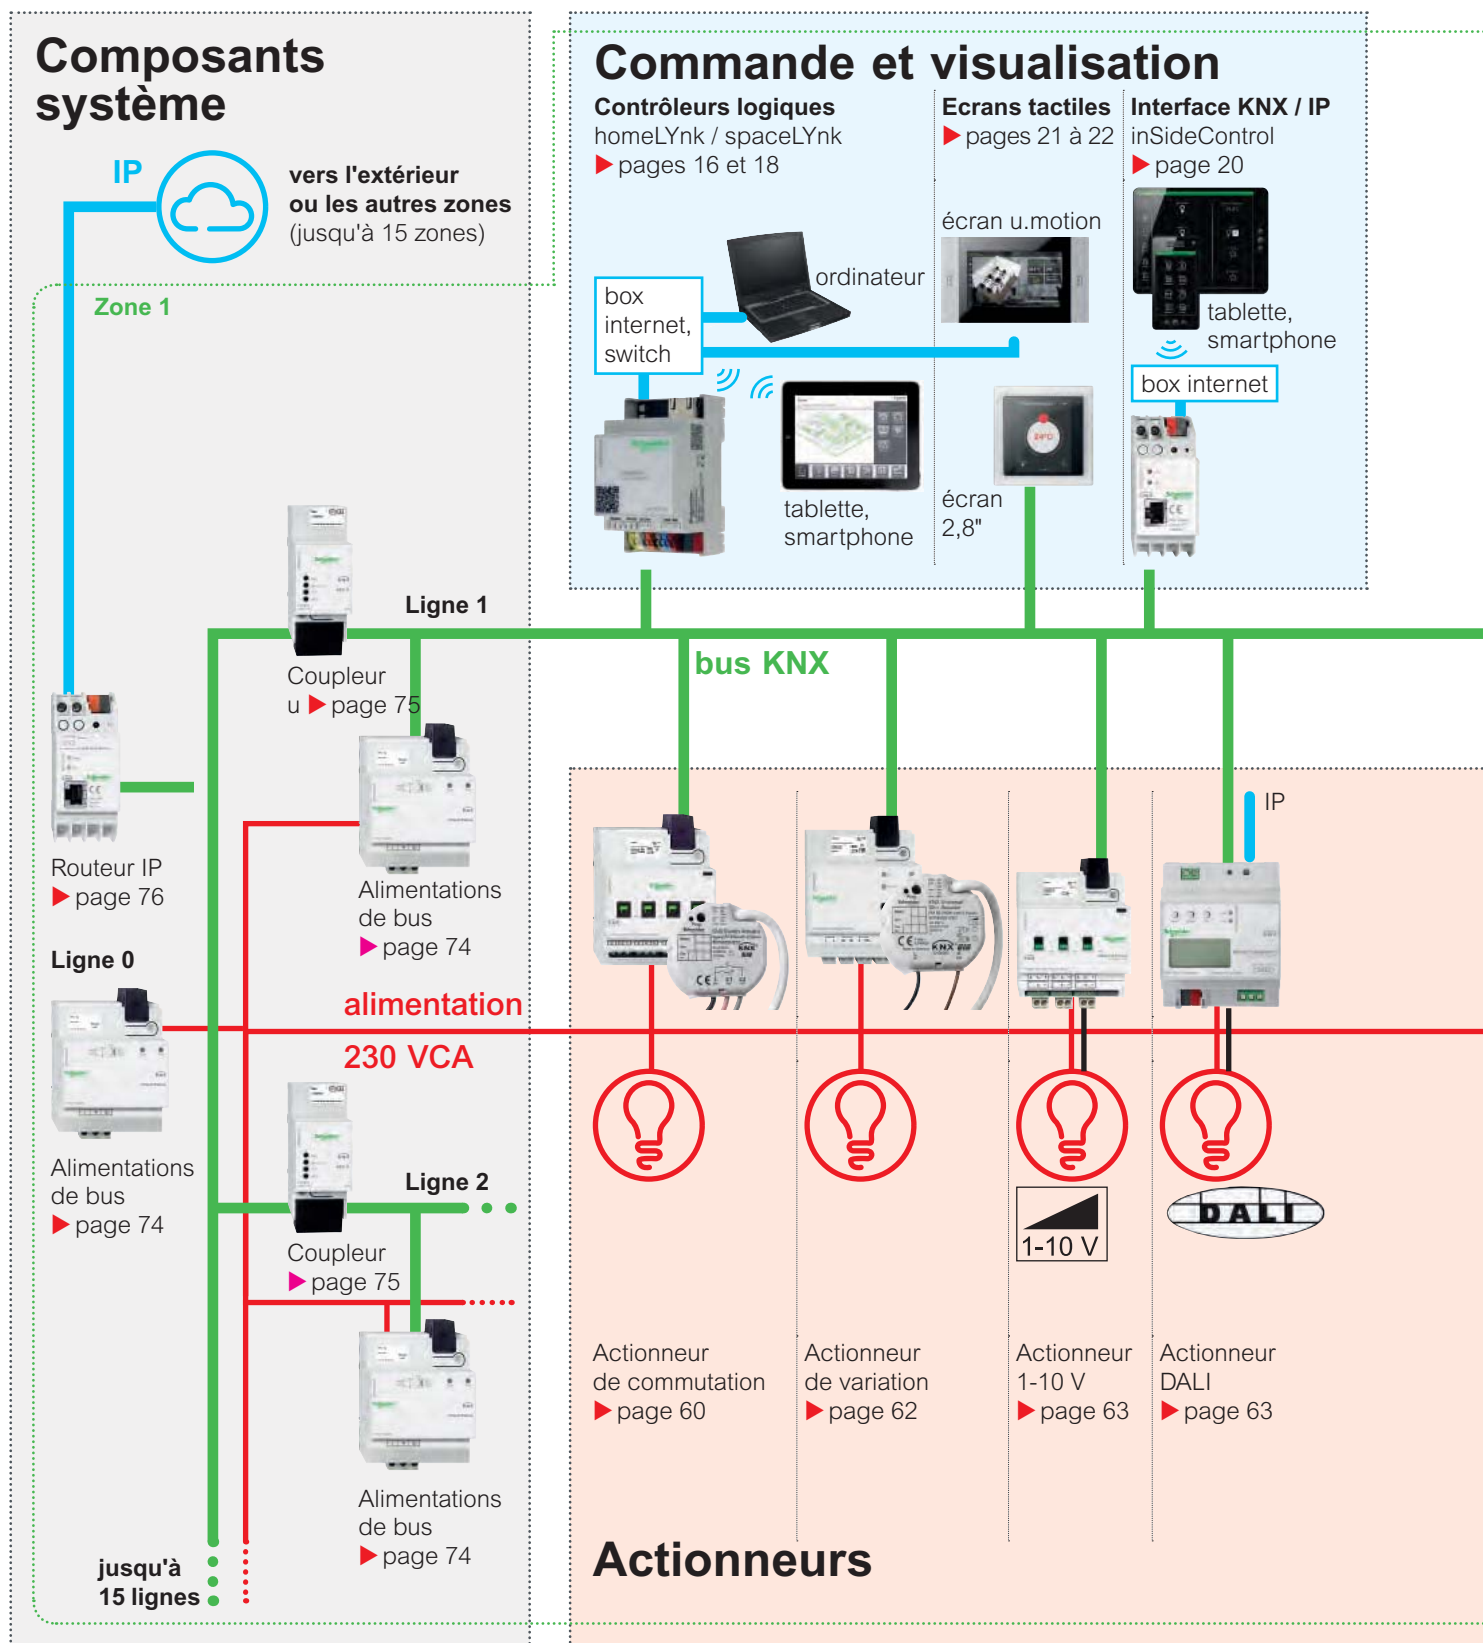 Composants
système
IP
vers l'extérieur
ou les autres zones
(jusqu'à 15 zones)
Zone 1
Commande et visualisation
Contrôleurs logiques
homeLYnk / spaceLYnk
▶ pages 16 et 18
Ecrans tactiles
▶ pages 21 à 22
Interface KNX / IP
inSideControl
▶ page 20
box
internet,
switch
ordinateur
tablette,
smartphone
écran u.motion
écran
2,8"
tablette,
smartphone
box internet
Ligne 1
Coupleur
u ▶ page 75
bus KNX
Routeur IP
▶ page 76
Alimentations
de bus
▶ page 74
Ligne 0
alimentation
230 VCA
Alimentations
de bus
▶ page 74
Ligne 2
Coupleur
▶ page 75
Alimentations
de bus
▶ page 74
jusqu'à
15 lignes
IP
KNX
KNX
1-10 V
DALI
Actionneur
de commutation
▶ page 60
Actionneur
de variation
▶ page 62
Actionneur
1-10 V
▶ page 63
Actionneur
DALI
▶ page 63
Actionneurs